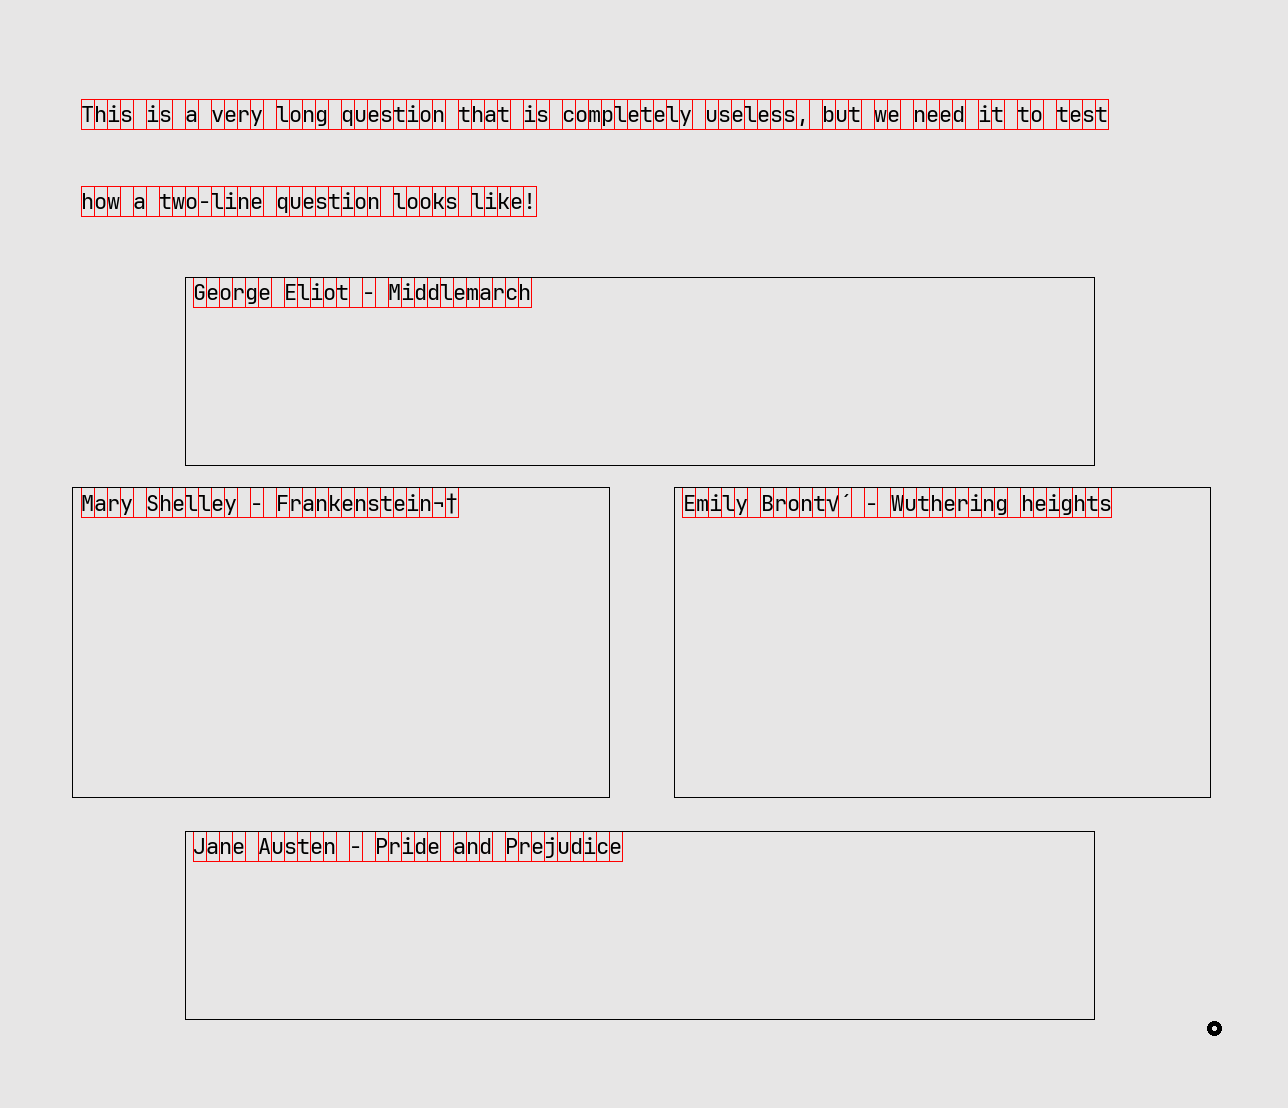 This is a very long question that is completely useless, but we need it to test
how a two-line question looks like!
George Eliot - Middlemarch
Mary Shelley - Frankenstein¬†
Emily Bront√´ - Wuthering heights
Jane Austen - Pride and Prejudice